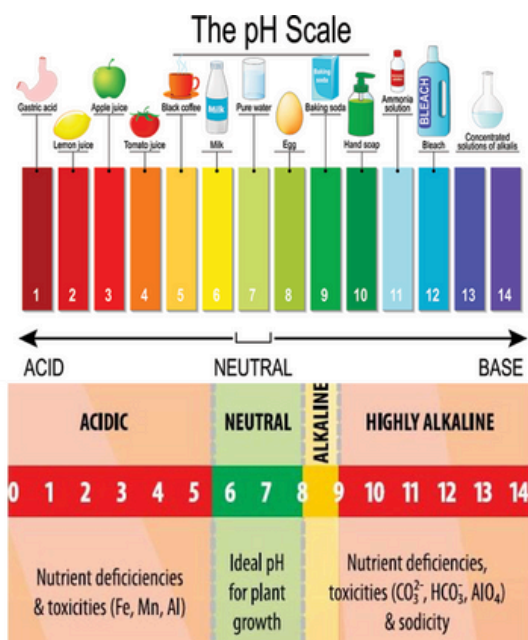 The pH Scale
Gastric acid
Apple juice
Black coffee
Pure water
Baking soda
Baking soda
Ammonia
solution
BLEACH
Lemon juice
Tomato juice
Milk
Milk
Egg
Hand soap
Bleach
Concentrated
solutions of alkalis
1 2 3 4 5 6 7 8 9 10 11 12 13 14
ACID NEUTRAL BASE
ACIDIC NEUTRAL ALKALINE HIGHLY ALKALINE
0 1 2 3 4 5 6 7 8 9 10 11 12 13 14
Nutrient deficiciencies
& toxicities (Fe, Mn, Al)
Ideal pH
for plant
growth
Nutrient deficiencies,
toxicities (CO₃²⁻, HCO₃⁻, AlO₄)
& sodicity